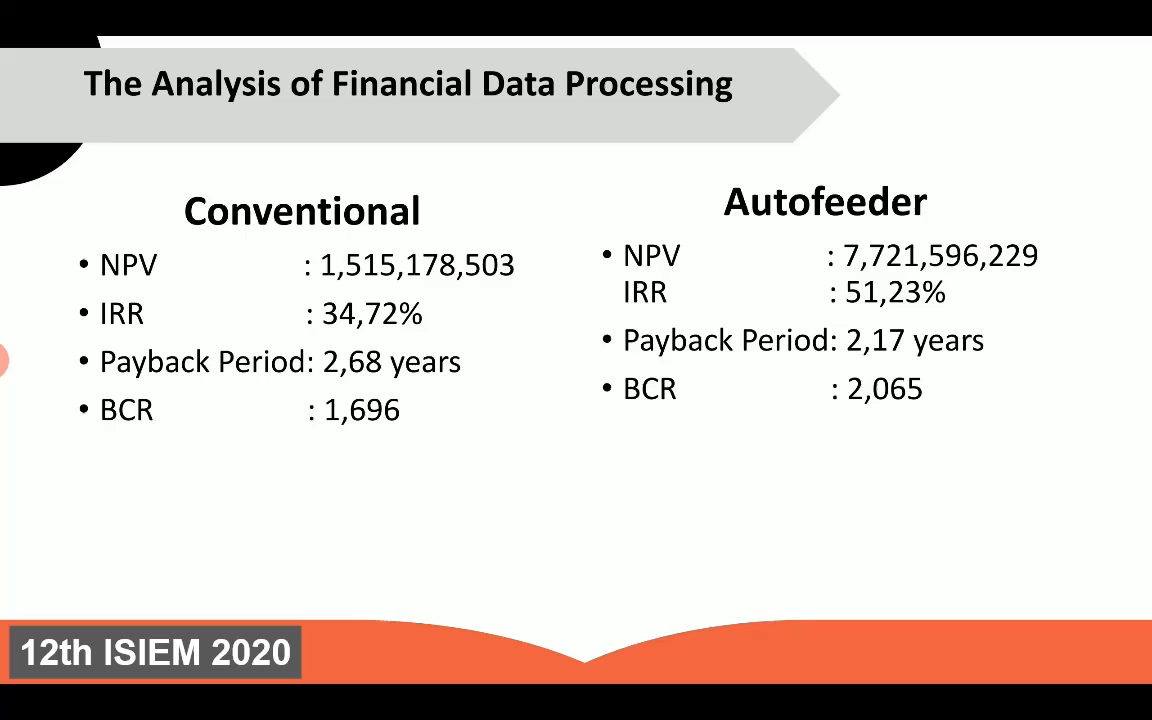 The Analysis of Financial Data Processing
Conventional
• NPV : 1,515,178,503
• IRR : 34,72%
• Payback Period: 2,68 years
• BCR : 1,696
Autofeeder
• NPV : 7,721,596,229
IRR : 51,23%
• Payback Period: 2,17 years
• BCR : 2,065
12th ISIEM 2020